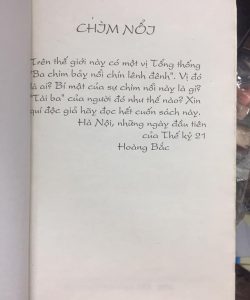 CHÌM NỔI
Trên thế giới này có một vị Tổng thống
"Ba chìm bảy nổi chín lênh đênh". Vị đó
là ai? Bí mật của sự chìm nổi này là gì?
"Tài ba" của người đó như thế nào? Xin
quí độc giả hãy đọc hết cuốn sách này.
Hà Nội, những ngày đầu tiên
của Thế kỷ 21
Hoàng Bắc